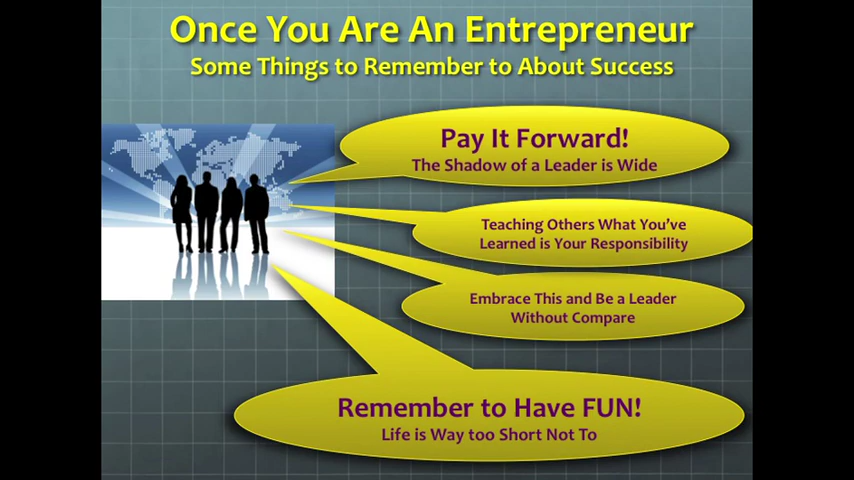 Once You Are An Entrepreneur
Some Things to Remember to About Success
Pay It Forward!
The Shadow of a Leader is Wide
Teaching Others What You've
Learned is Your Responsibility
Embrace This and Be a Leader
Without Compare
Remember to Have FUN!
Life is Way too Short Not To